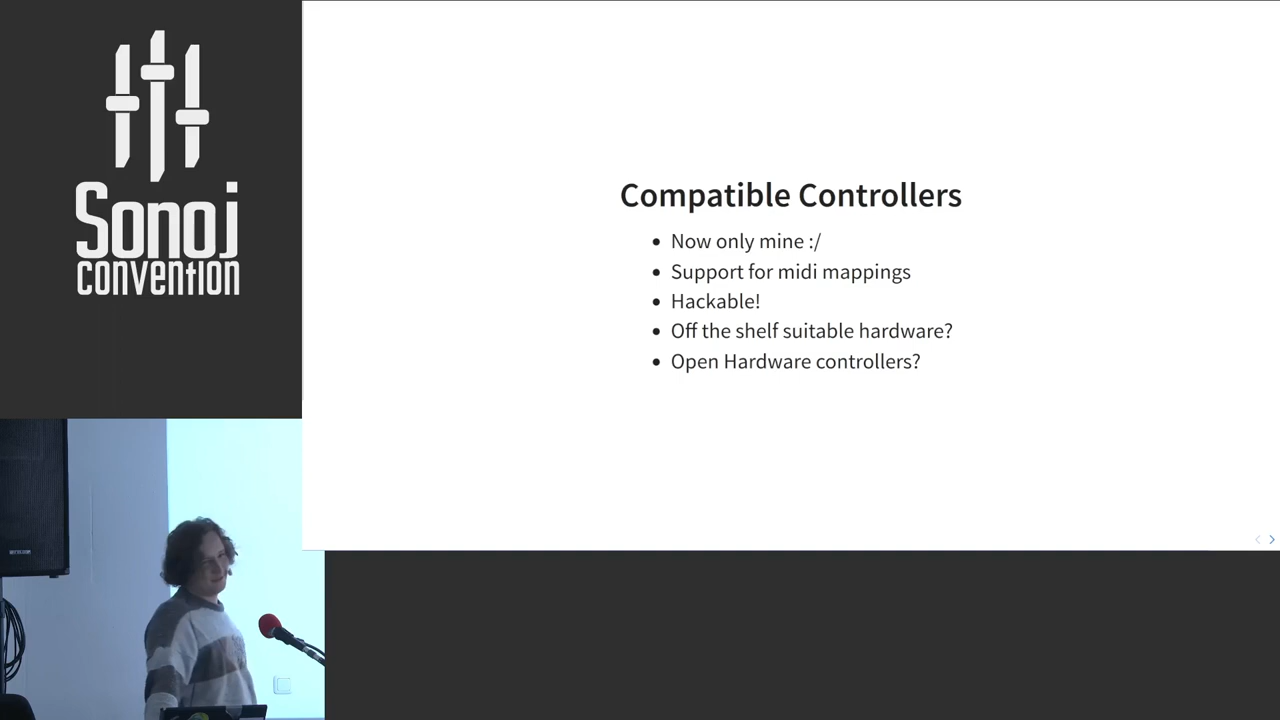 Sonoj
convention
Compatible Controllers
Now only mine :/
Support for midi mappings
Hackable!
Off the shelf suitable hardware?
Open Hardware controllers?